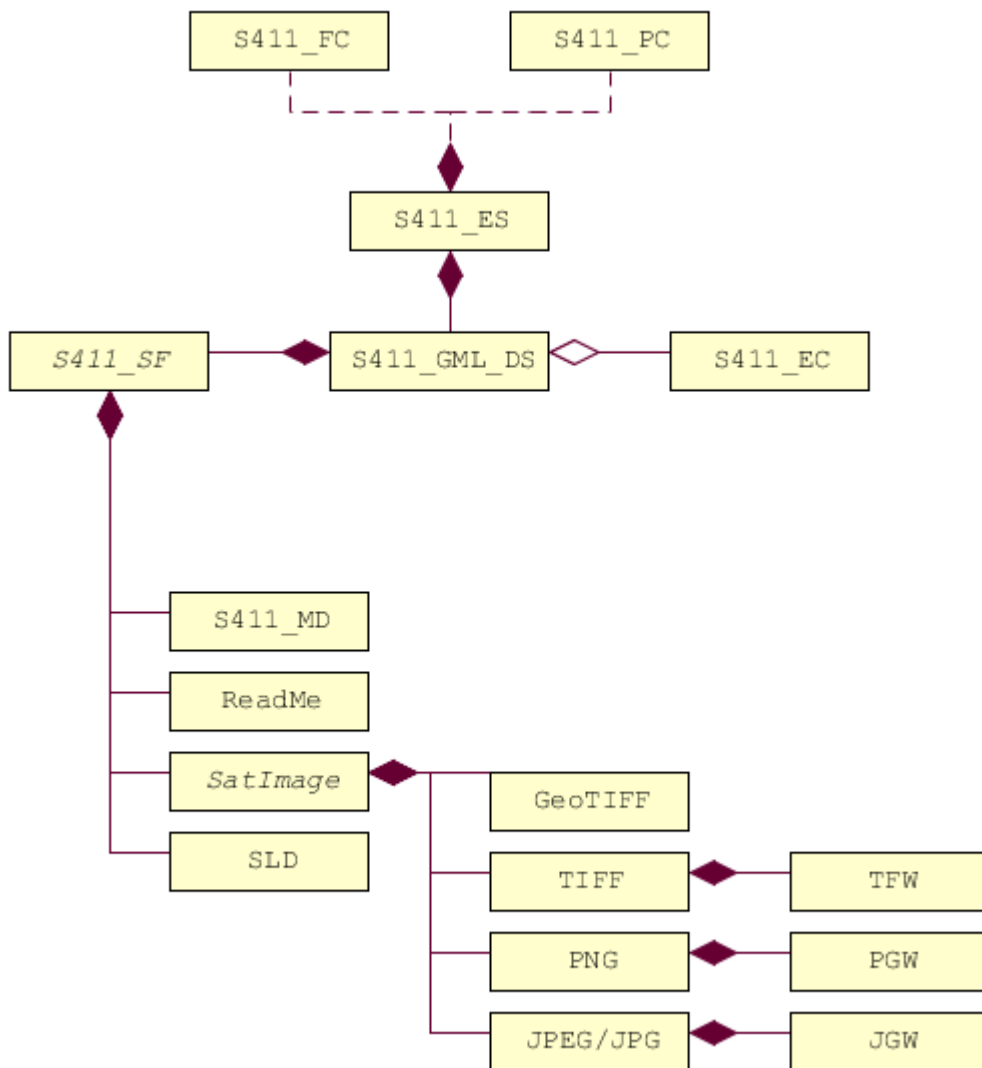 S411_FC
S411_PC
S411_ES
S411_SF
S411_GML_DS
S411_EC
S411_MD
ReadMe
SatImage
GeoTIFF
SLD
TIFF
TFW
PNG
PGW
JPEG/JPG
JGW